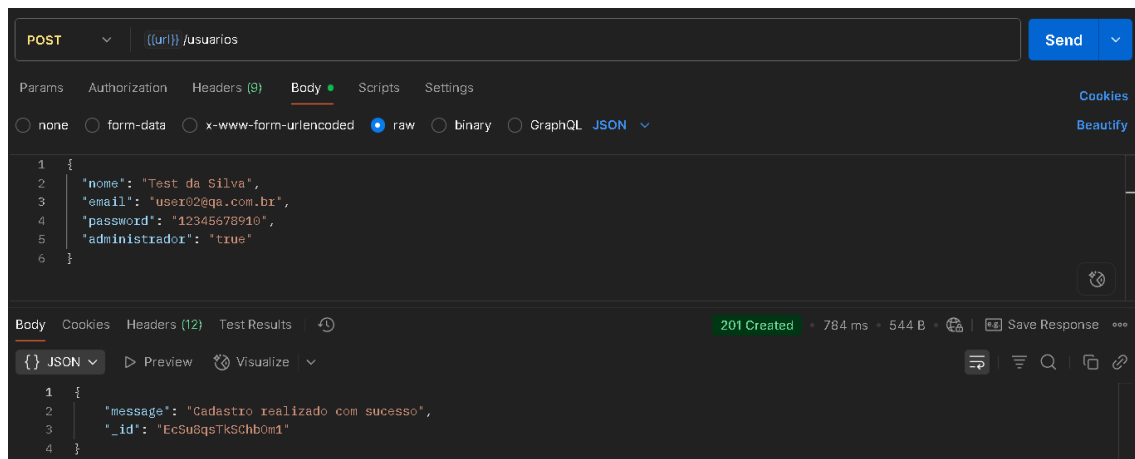 POST {{url}} /usuarios Send
Params Authorization Headers (9) Body Scripts Settings Cookies
none form-data x-www-form-urlencoded raw binary GraphQL JSON Beautify
1 {
2 "nome": "Test da Silva",
3 "email": "user02@qa.com.br",
4 "password": "12345678910",
5 "administrador": "true"
6 }
Body Cookies Headers (12) Test Results 201 Created • 784 ms • 544 B • e.g. Save Response
{} JSON Preview Visualize
1 {
2 "message": "Cadastro realizado com sucesso",
3 "_id": "EcSu8qsTkSChbOm1"
4 }